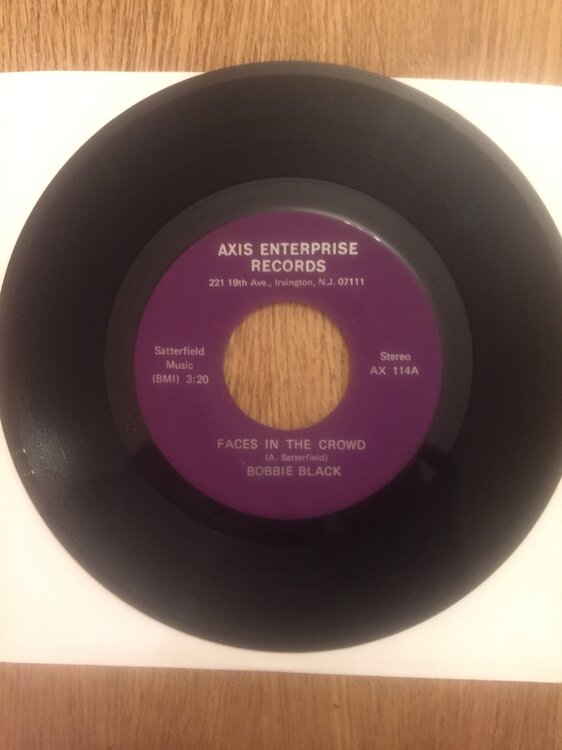 AXIS ENTERPRISE
RECORDS
221 19th Ave., Irvington, N.J. 07111
Satterfield
Music
(BMI) 3:20
Stereo
AX 114A
FACES IN THE CROWD
(A. Satterfield)
BOBBIE BLACK